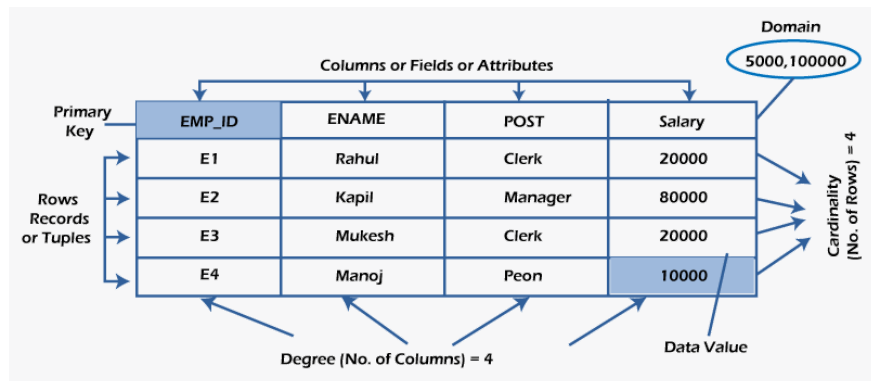 Domain
5000,100000
Columns or Fields or Attributes
Primary
Key
EMP_ID ENAME POST Salary
E1 Rahul Clerk 20000
E2 Kapil Manager 80000
E3 Mukesh Clerk 20000
E4 Manoj Peon 10000
Rows
Records
or Tuples
Cardinality
(No. of Rows) = 4
Degree (No. of Columns) = 4
Data Value